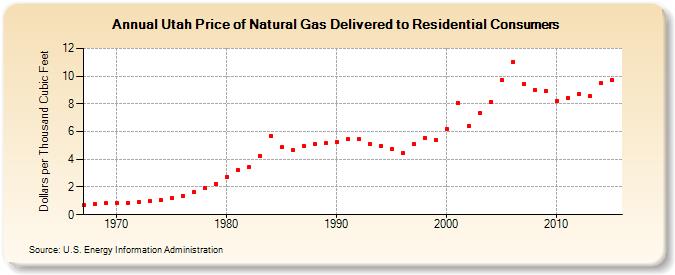 Annual Utah Price of Natural Gas Delivered to Residential Consumers
Dollars per Thousand Cubic Feet
12
10
8
6
4
2
0
1970 1980 1990 2000 2010
Source: U.S. Energy Information Administration